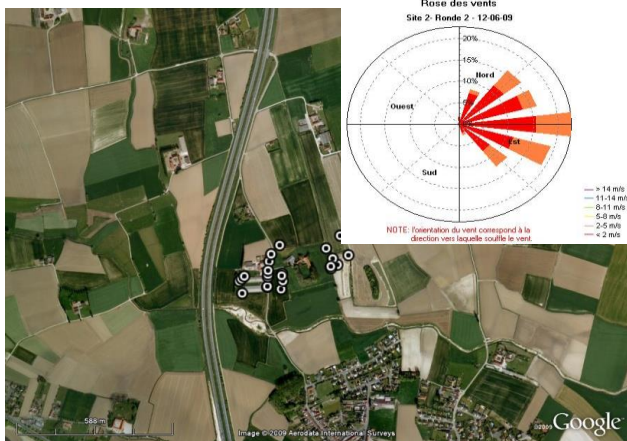 Rose des vents
Site 2- Ronde 2 - 12-06-09
20%
15%
10%
5%
Nord
Ouest
Est
Sud
> 14 m/s
11-14 m/s
8-11 m/s
5-8 m/s
2-5 m/s
< 2 m/s
NOTE: l'orientation du vent correspond à la
direction vers laquelle souffle le vent.
588 m
Image © 2009 Aerodata International Surveys
©2009 Google